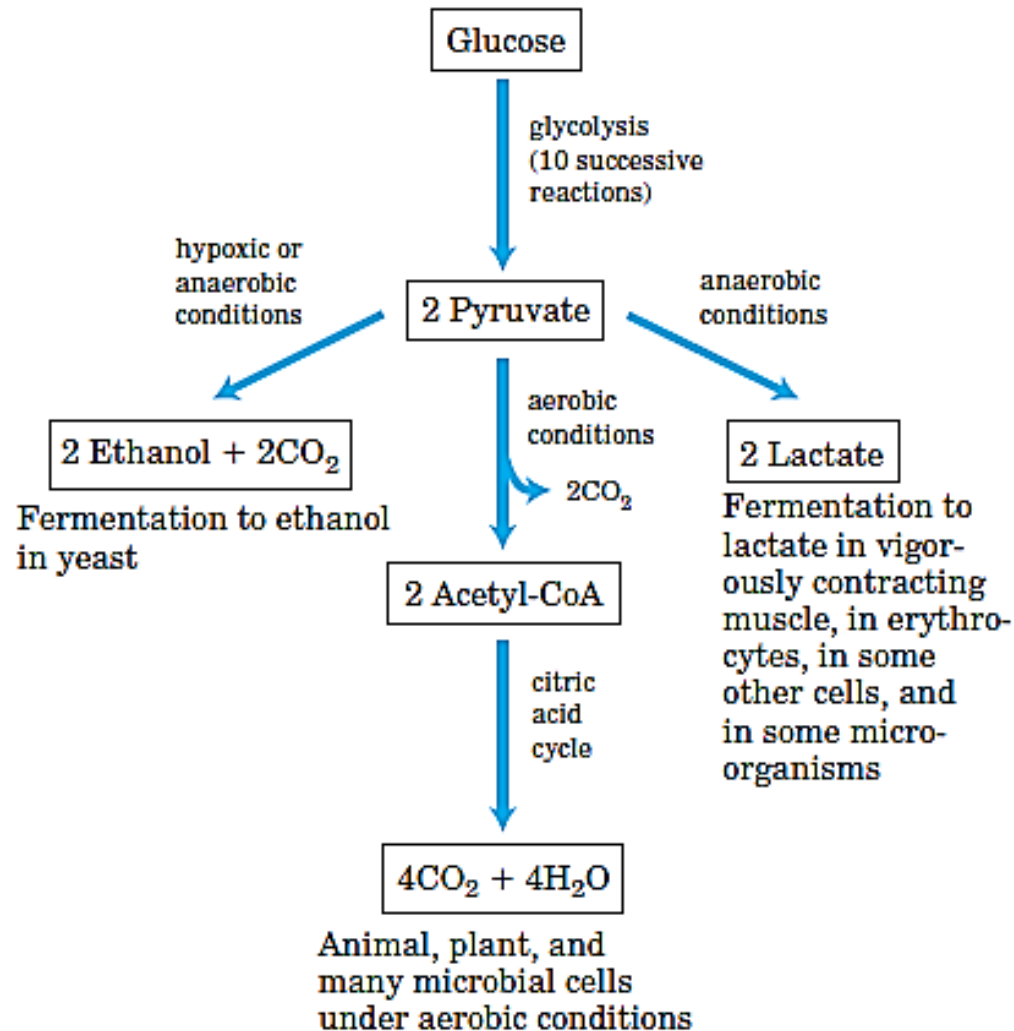 Glucose
glycolysis
(10 successive
reactions)
hypoxic or
anaerobic
conditions
2 Pyruvate
anaerobic
conditions
2 Ethanol + 2CO₂
Fermentation to ethanol
in yeast
aerobic
conditions
2CO₂
2 Lactate
Fermentation to
lactate in vigor-
ously contracting
muscle, in erythro-
cytes, in some
other cells, and
in some micro-
organisms
2 Acetyl-CoA
citric
acid
cycle
4CO₂ + 4H₂O
Animal, plant, and
many microbial cells
under aerobic conditions